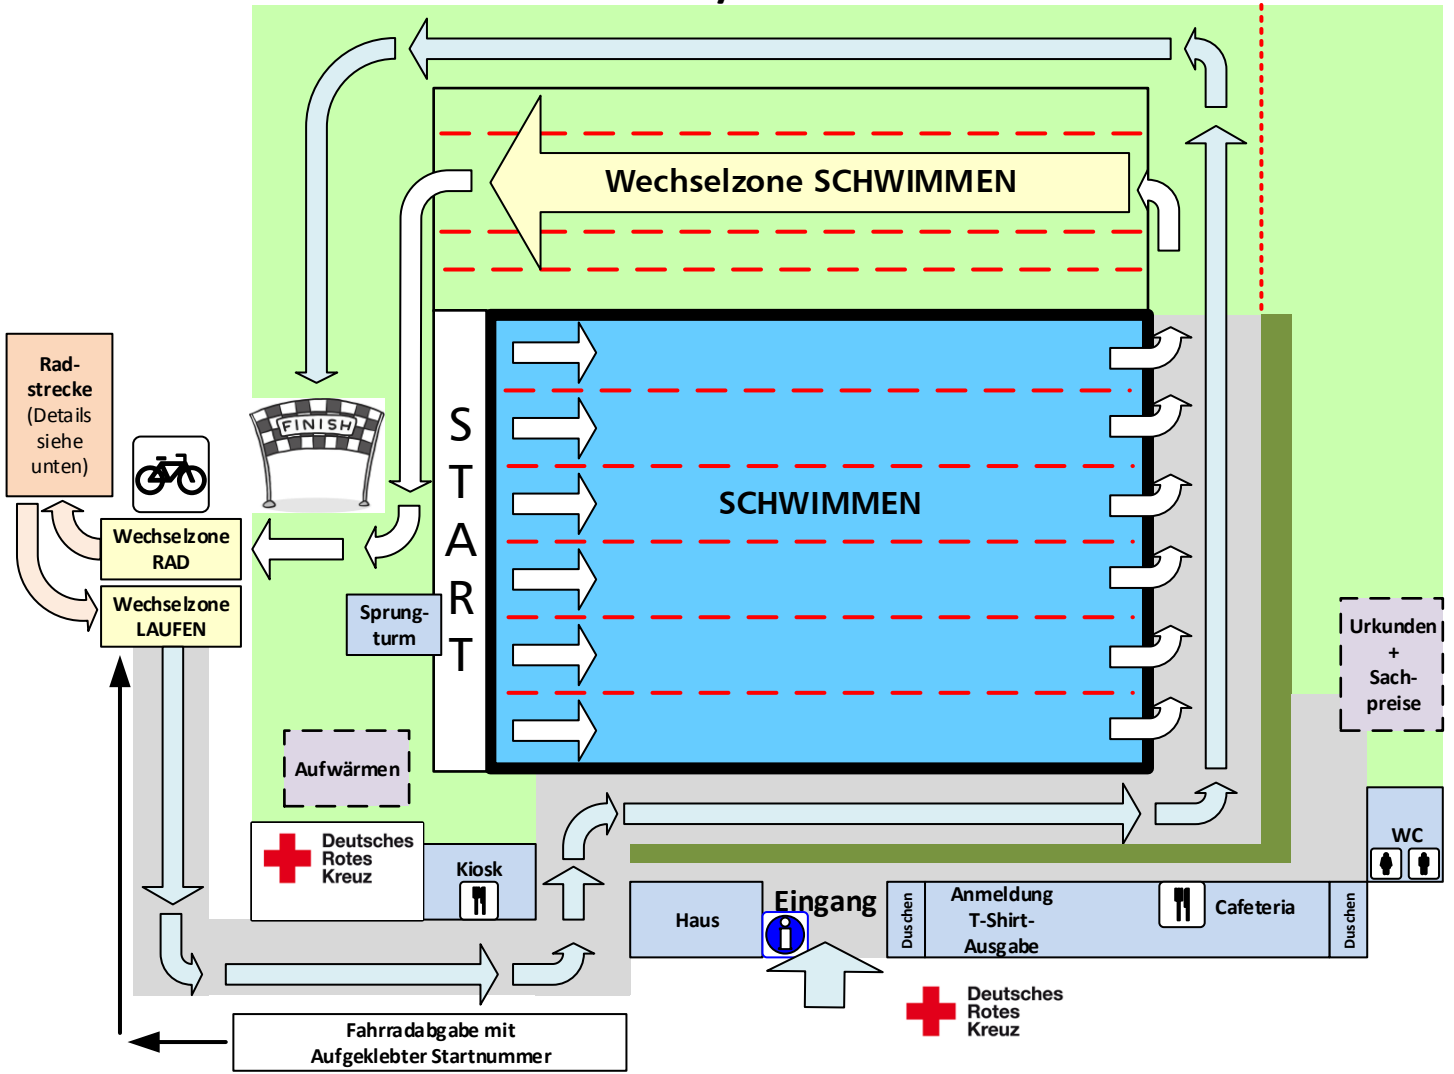 Wechselzone SCHWIMMEN
Rad-
strecke
(Details
siehe
unten)
FINISH
START
SCHWIMMEN
Wechselzone
RAD
Wechselzone
LAUFEN
Sprung-
turm
Urkunden
+
Sach-
preise
Aufwärmen
Deutsches
Rotes
Kreuz
Kiosk
WC
Haus
Eingang
Duschen
Anmeldung
T-Shirt-
Ausgabe
Cafeteria
Duschen
Deutsches
Rotes
Kreuz
Fahrradabgabe mit
Aufgeklebter Startnummer